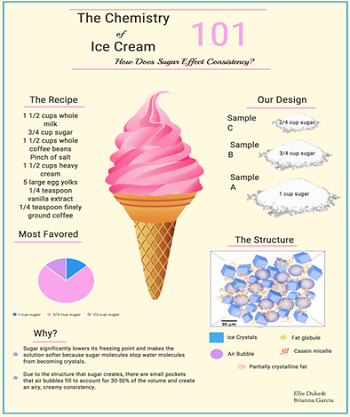 The Chemistry
of
Ice Cream
101
How Does Sugar Effect Consistency?
The Recipe
1 1/2 cups whole
milk
3/4 cup sugar
1 1/2 cups whole
coffee beans
Pinch of salt
1 1/2 cups heavy
cream
5 large egg yolks
1/4 teaspoon
vanilla extract
1/4 teaspoon finely
ground coffee
Our Design
Sample
C
2/4 cup sugar
Sample
B
3/4 cup sugar
Sample
A
1 cup sugar
Most Favored
1 cup sugar
3/4 cup sugar
1/2 cup sugar
The Structure
30 µm
Ice Crystals
Fat globule
Air Bubble
Casein micelle
Partially crystalline fat
Why?
Sugar significantly lowers its freezing point and makes the
solution softer because sugar molecules stop water molecules
from becoming crystals.
Due to the structure that sugar creates, there are small pockets
that air bubbles fill to account for 30-50% of the volume and create
an airy, creamy consistency.
Ellie Duke&
Brianna Garcia